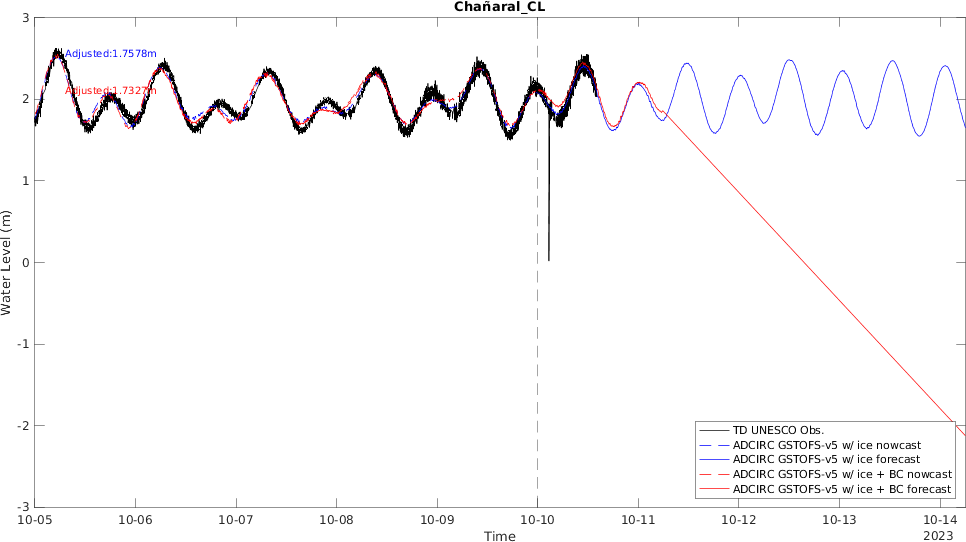 Chañaral_CL
3
2
1
0
-1
-2
-3
Water Level (m)
Adjusted:1.7578m
Adjusted:1.7327m
TD UNESCO Obs.
ADCIRC GSTOFS-v5 w/ ice nowcast
ADCIRC GSTOFS-v5 w/ ice forecast
ADCIRC GSTOFS-v5 w/ ice + BC nowcast
ADCIRC GSTOFS-v5 w/ ice + BC forecast
10-05 10-06 10-07 10-08 10-09 10-10 10-11 10-12 10-13 10-14
2023
Time